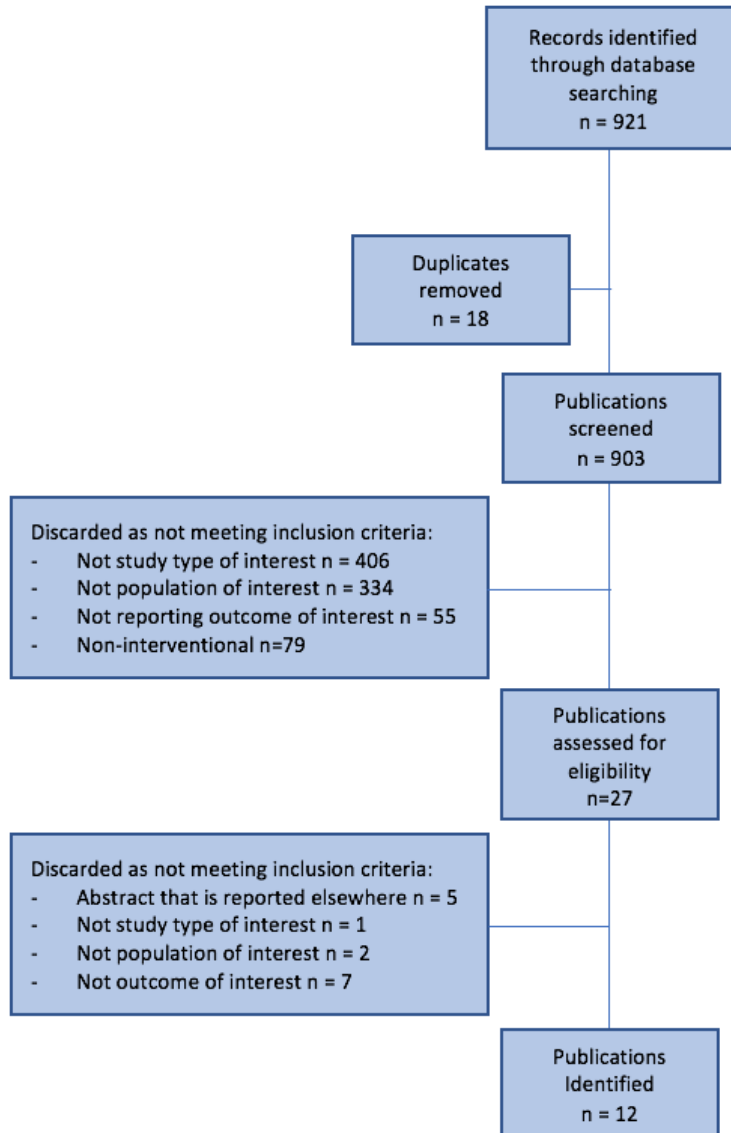 Records identified
through database
searching
n = 921
Duplicates
removed
n = 18
Publications
screened
n = 903
Discarded as not meeting inclusion criteria:
- Not study type of interest n = 406
- Not population of interest n = 334
- Not reporting outcome of interest n = 55
- Non-interventional n=79
Publications
assessed for
eligibility
n=27
Discarded as not meeting inclusion criteria:
- Abstract that is reported elsewhere n = 5
- Not study type of interest n = 1
- Not population of interest n = 2
- Not outcome of interest n = 7
Publications
Identified
n = 12